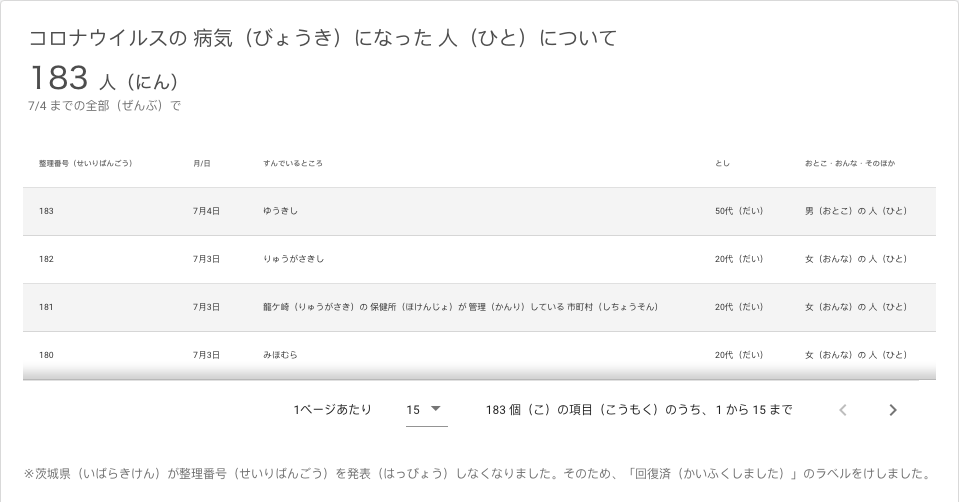 コロナウイルスの 病気（びょうき）になった 人（ひと）について
183 人（にん）
7/4 までの全部（ぜんぶ）で
整理番号（せいりばんごう） 月/日 すんでいるところ とし おとこ・おんな・そのほか
183 7月4日 ゆうきし 50代（だい） 男（おとこ）の 人（ひと）
182 7月3日 りゅうがさきし 20代（だい） 女（おんな）の 人（ひと）
181 7月3日 龍ケ崎（りゅうがさき）の 保健所（ほけんじょ）が 管理（かんり）している 市町村（しちょうそん） 20代（だい） 女（おんな）の 人（ひと）
180 7月3日 みほむら 20代（だい） 女（おんな）の 人（ひと）
1ページあたり 15 183 個（こ）の項目（こうもく）のうち、1 から 15 まで
※茨城県（いばらきけん）が整理番号（せいりばんごう）を発表（はっぴょう）しなくなりました。そのため、「回復済（かいふくしました）」のラベルをけしました。